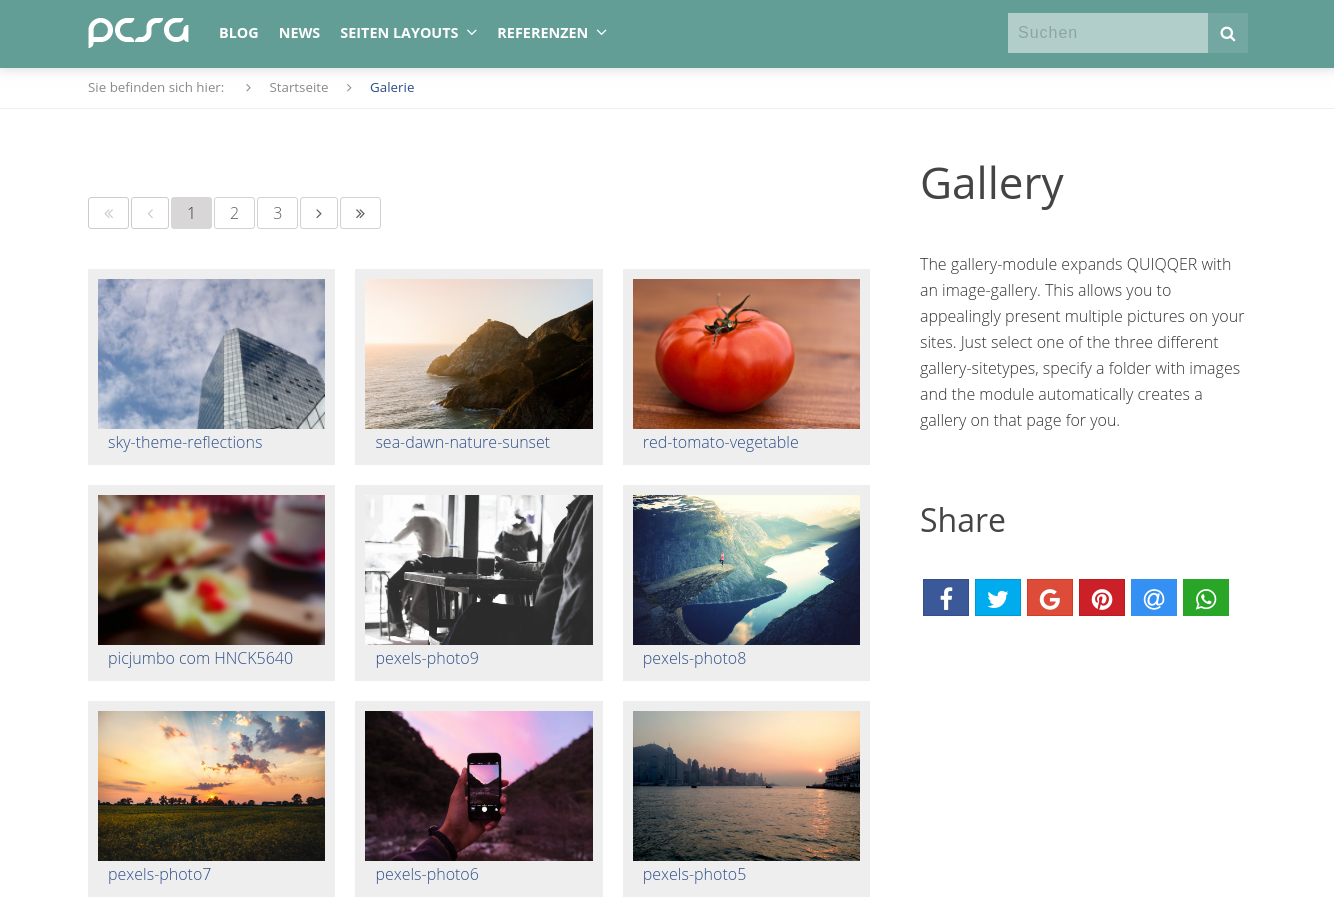 pcsg
BLOG NEWS SEITEN LAYOUTS REFERENZEN
Suchen
Sie befinden sich hier: Startseite Galerie
1 2 3
sky-theme-reflections
sea-dawn-nature-sunset
red-tomato-vegetable
picjumbo com HNCK5640
pexels-photo9
pexels-photo8
pexels-photo7
pexels-photo6
pexels-photo5
Gallery
The gallery-module expands QUIQQER with
an image-gallery. This allows you to
appealingly present multiple pictures on your
sites. Just select one of the three different
gallery-sitetypes, specify a folder with images
and the module automatically creates a
gallery on that page for you.
Share